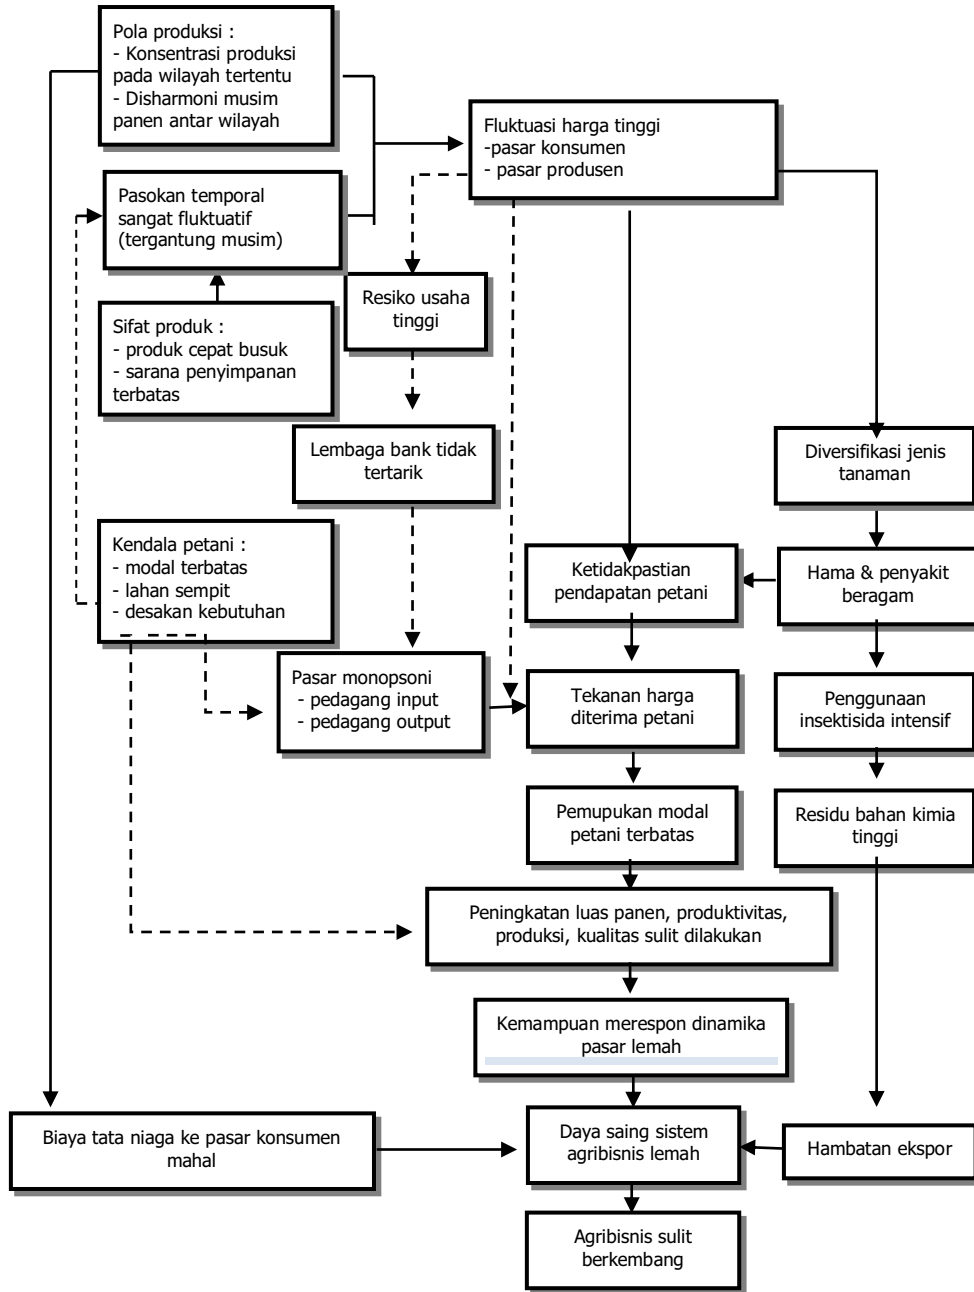 Pola produksi :
- Konsentrasi produksi
pada wilayah tertentu
- Disharmoni musim
panen antar wilayah
Fluktuasi harga tinggi
-pasar konsumen
- pasar produsen
Pasokan temporal
sangat fluktuatif
(tergantung musim)
Resiko usaha
tinggi
Sifat produk :
- produk cepat busuk
- sarana penyimpanan
terbatas
Lembaga bank tidak
tertarik
Diversifikasi jenis
tanaman
Kendala petani :
- modal terbatas
- lahan sempit
- desakan kebutuhan
Ketidakpastian
pendapatan petani
Hama & penyakit
beragam
Pasar monopsoni
- pedagang input
- pedagang output
Tekanan harga
diterima petani
Penggunaan
insektisida intensif
Pemupukan modal
petani terbatas
Residu bahan kimia
tinggi
Peningkatan luas panen, produktivitas,
produksi, kualitas sulit dilakukan
Kemampuan merespon dinamika
pasar lemah
Biaya tata niaga ke pasar konsumen
mahal
Daya saing sistem
agribisnis lemah
Hambatan ekspor
Agribisnis sulit
berkembang